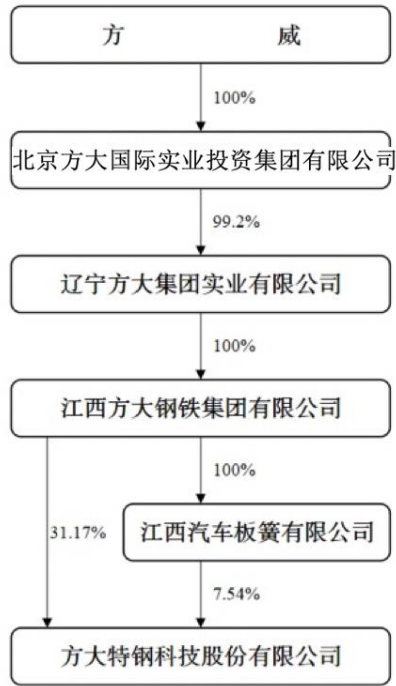 方 威
100%
北京方大国际实业投资集团有限公司
99.2%
辽宁方大集团实业有限公司
100%
江西方大钢铁集团有限公司
100%
31.17%
江西汽车板簧有限公司
7.54%
方大特钢科技股份有限公司